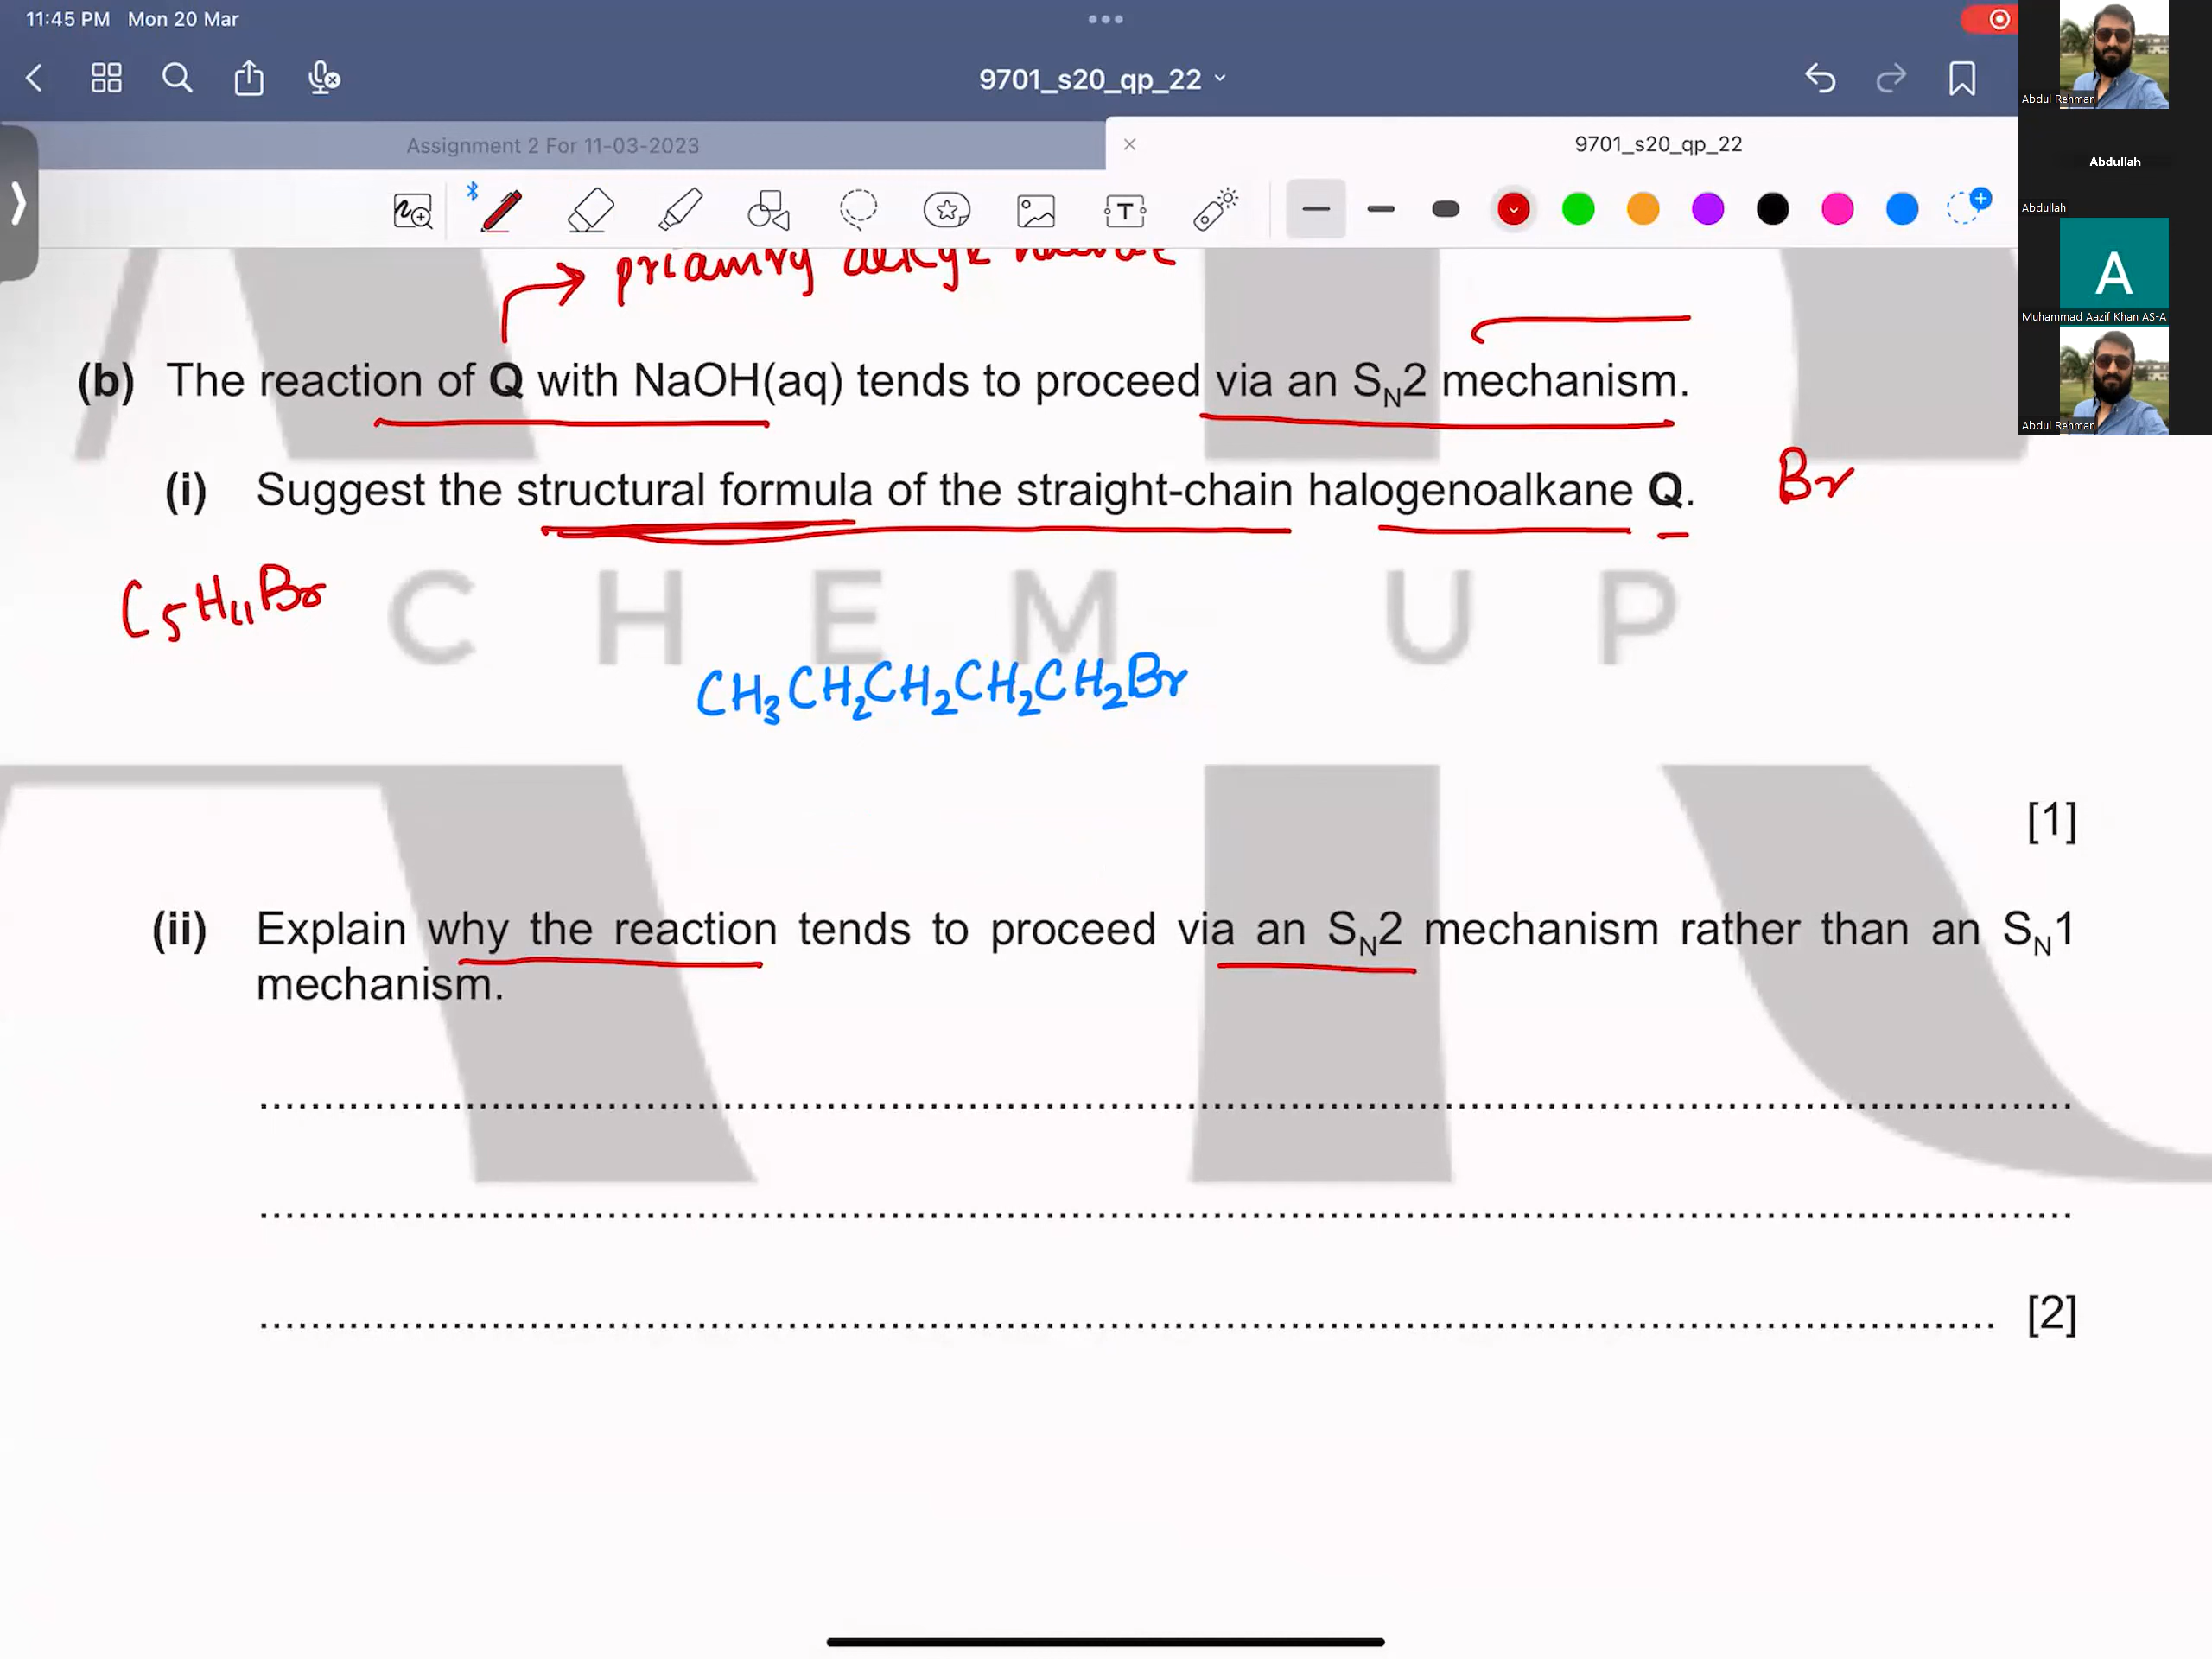 11:45 PM Mon 20 Mar
9701_s20_qp_22
Assignment 2 For 11-03-2023
9701_s20_qp_22
Abdul Rehman
Abdullah
Abdullah
A
Muhammad Aazif Khan AS-A
Abdul Rehman
priamry alkyl
(b) The reaction of Q with NaOH(aq) tends to proceed via an SN2 mechanism.
(i) Suggest the structural formula of the straight-chain halogenoalkane Q.
Br
C5H11Br
CHEM UP
CH3CH2CH2CH2CH2Br
[1]
(ii) Explain why the reaction tends to proceed via an SN2 mechanism rather than an SN1
mechanism.
[2]